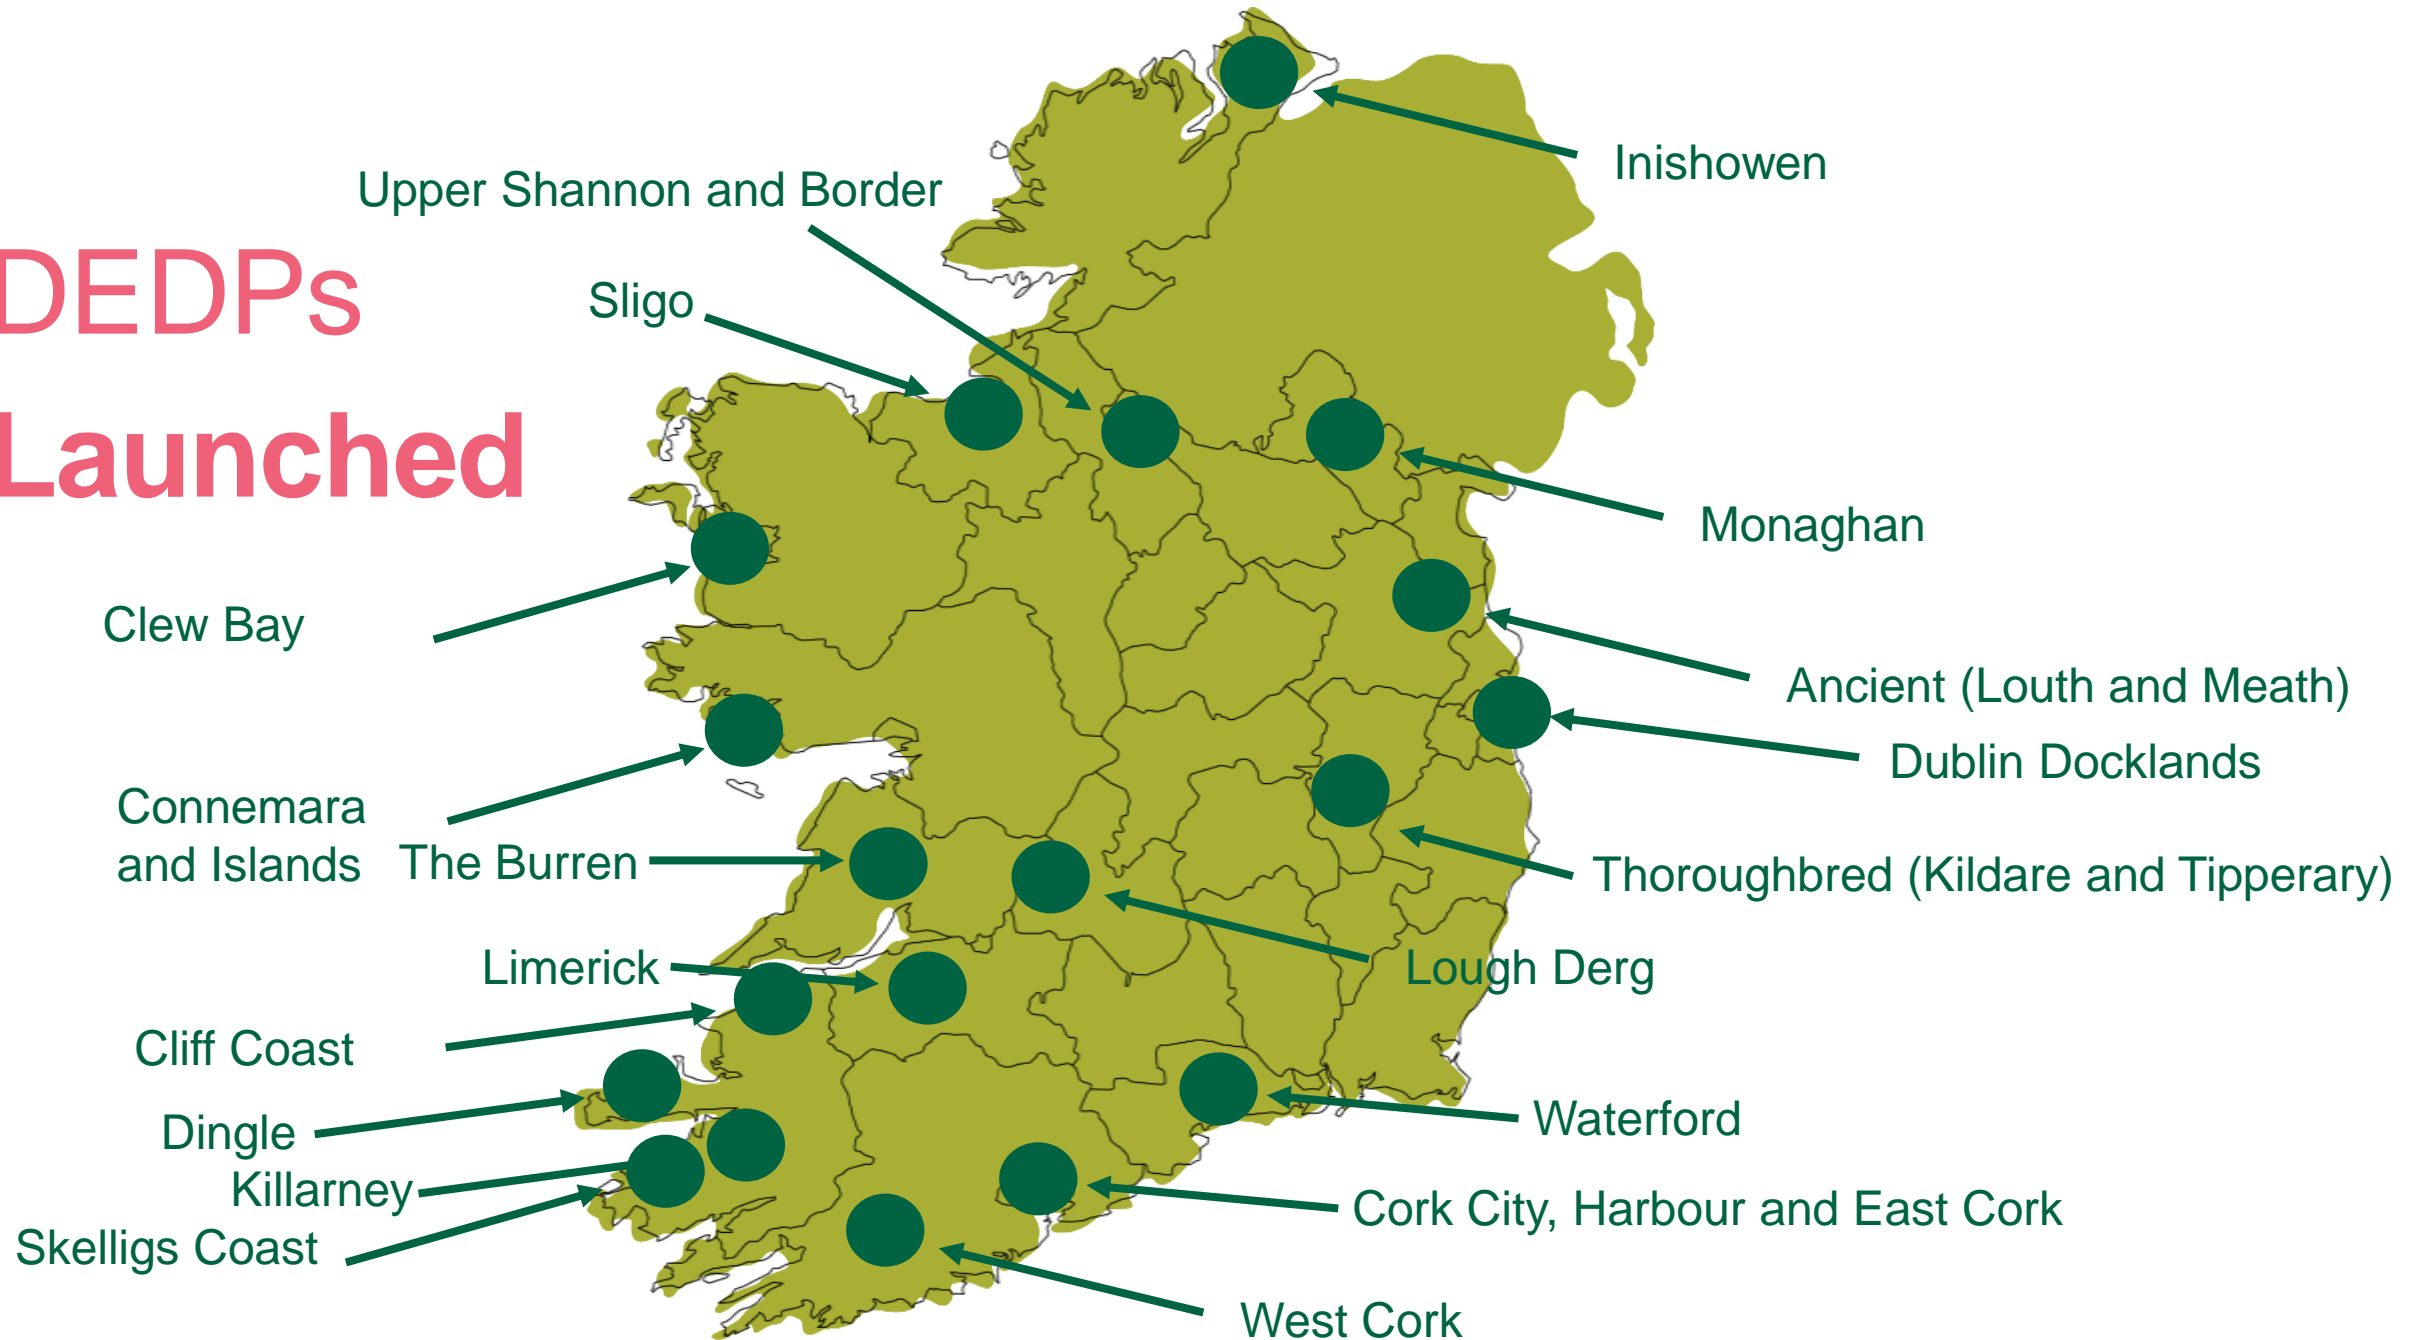 Inishowen
Upper Shannon and Border
DEDPs
Sligo
Launched
Monaghan
Clew Bay
Ancient (Louth and Meath)
Dublin Docklands
Connemara
and Islands
The Burren
Thoroughbred (Kildare and Tipperary)
Limerick
Lough Derg
Cliff Coast
Dingle
Waterford
Killarney
Cork City, Harbour and East Cork
Skelligs Coast
West Cork